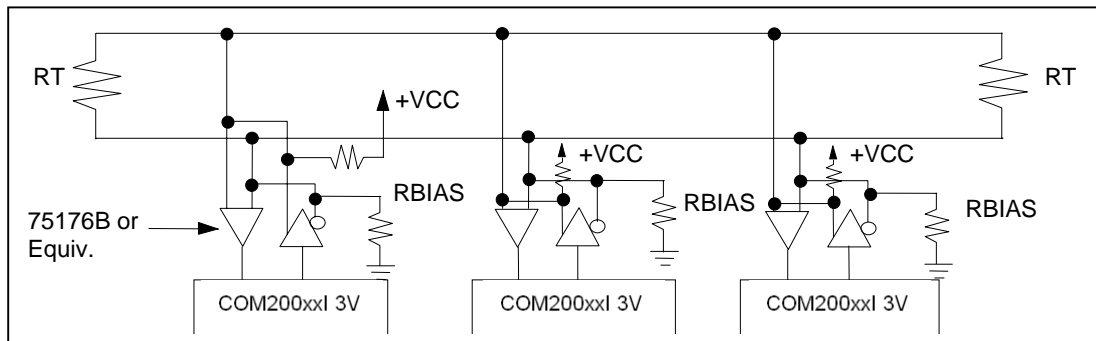 RT
RT
+VCC
+VCC
+VCC
RBIAS
RBIAS
RBIAS
75176B or
Equiv.
COM200xxI 3V
COM200xxI 3V
COM200xxI 3V